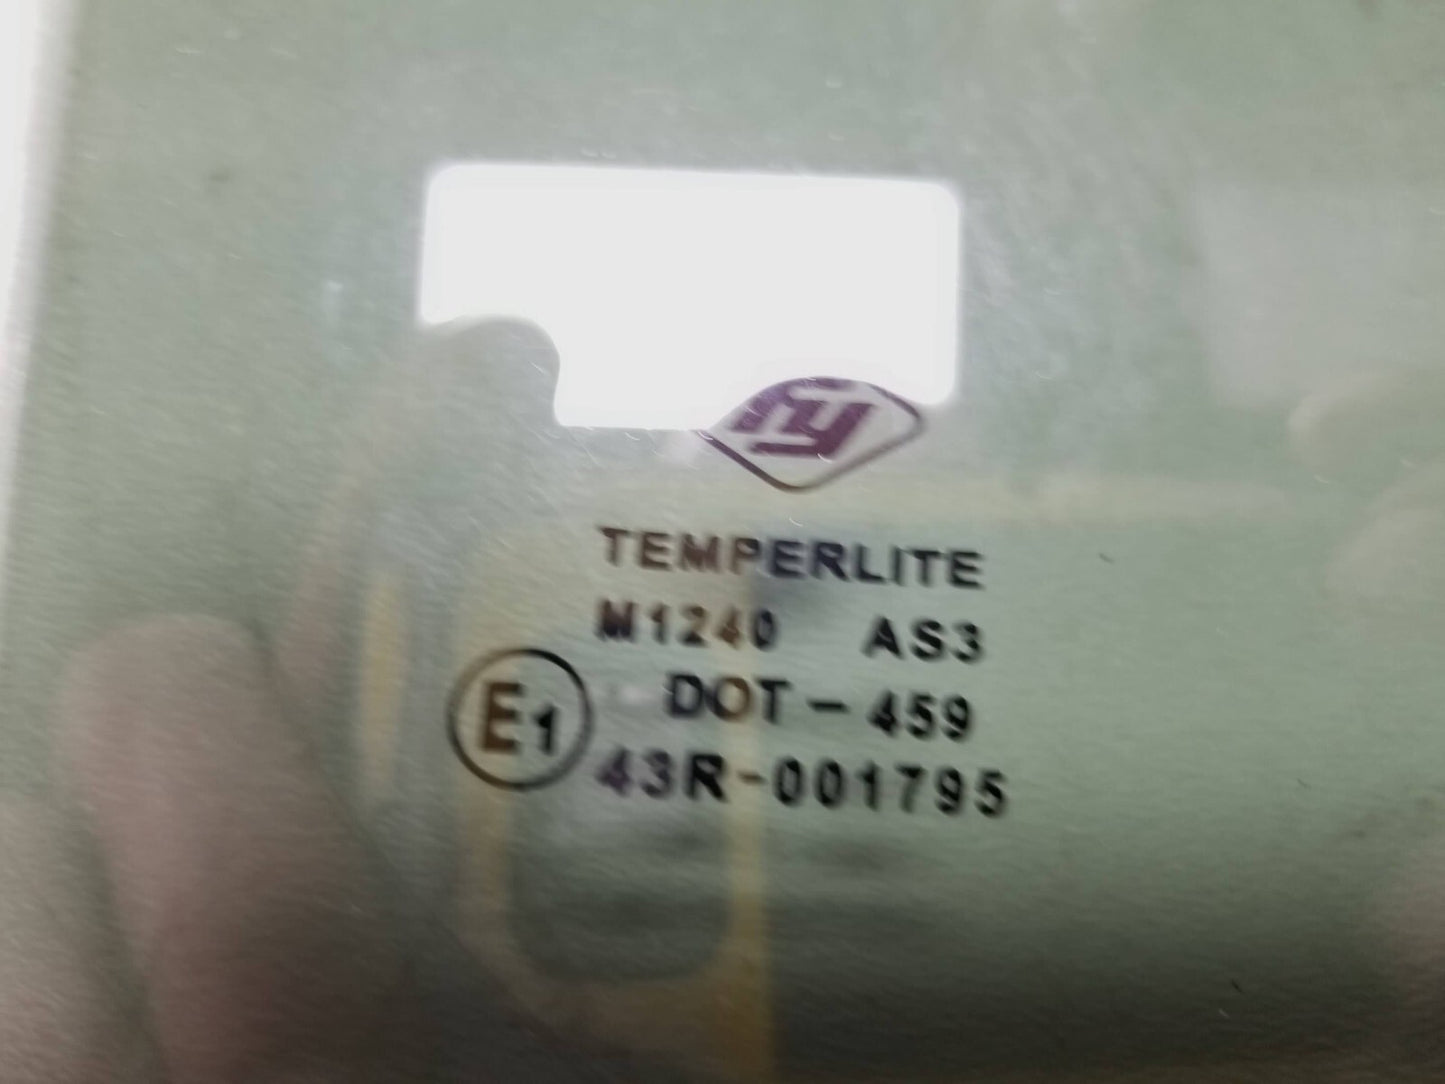 TEMPERLITE
M1240 AS3
DOT-459
E1
43R-001795